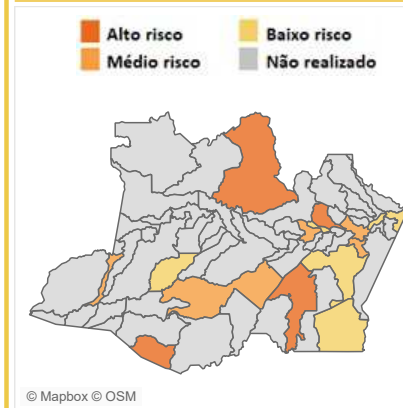 Alto risco
Baixo risco
Médio risco
Não realizado
© Mapbox © OSM